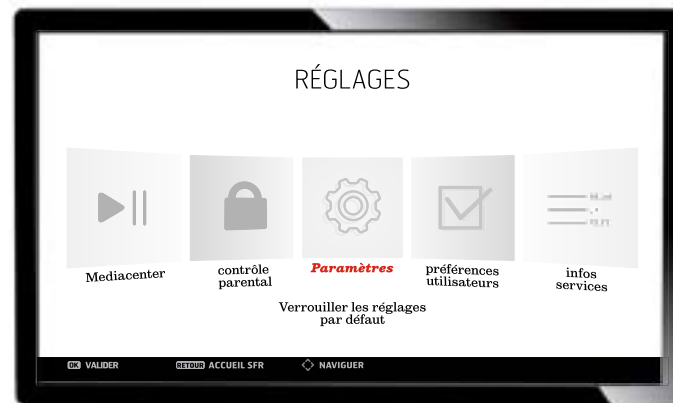 RÉGLAGES
Mediacenter
contrôle
parental
Paramètres
préférences
utilisateurs
infos
services
Verrouiller les réglages
par défaut
OK VALIDER
RETOUR ACCUEIL SFR
NAVIGUER